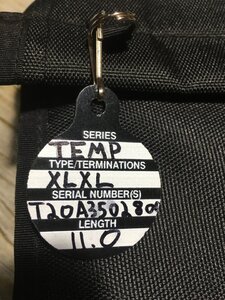 SERIES
TEMP
TYPE/TERMINATIONS
XLXL
SERIAL NUMBER(S)
LENGTH
11.0